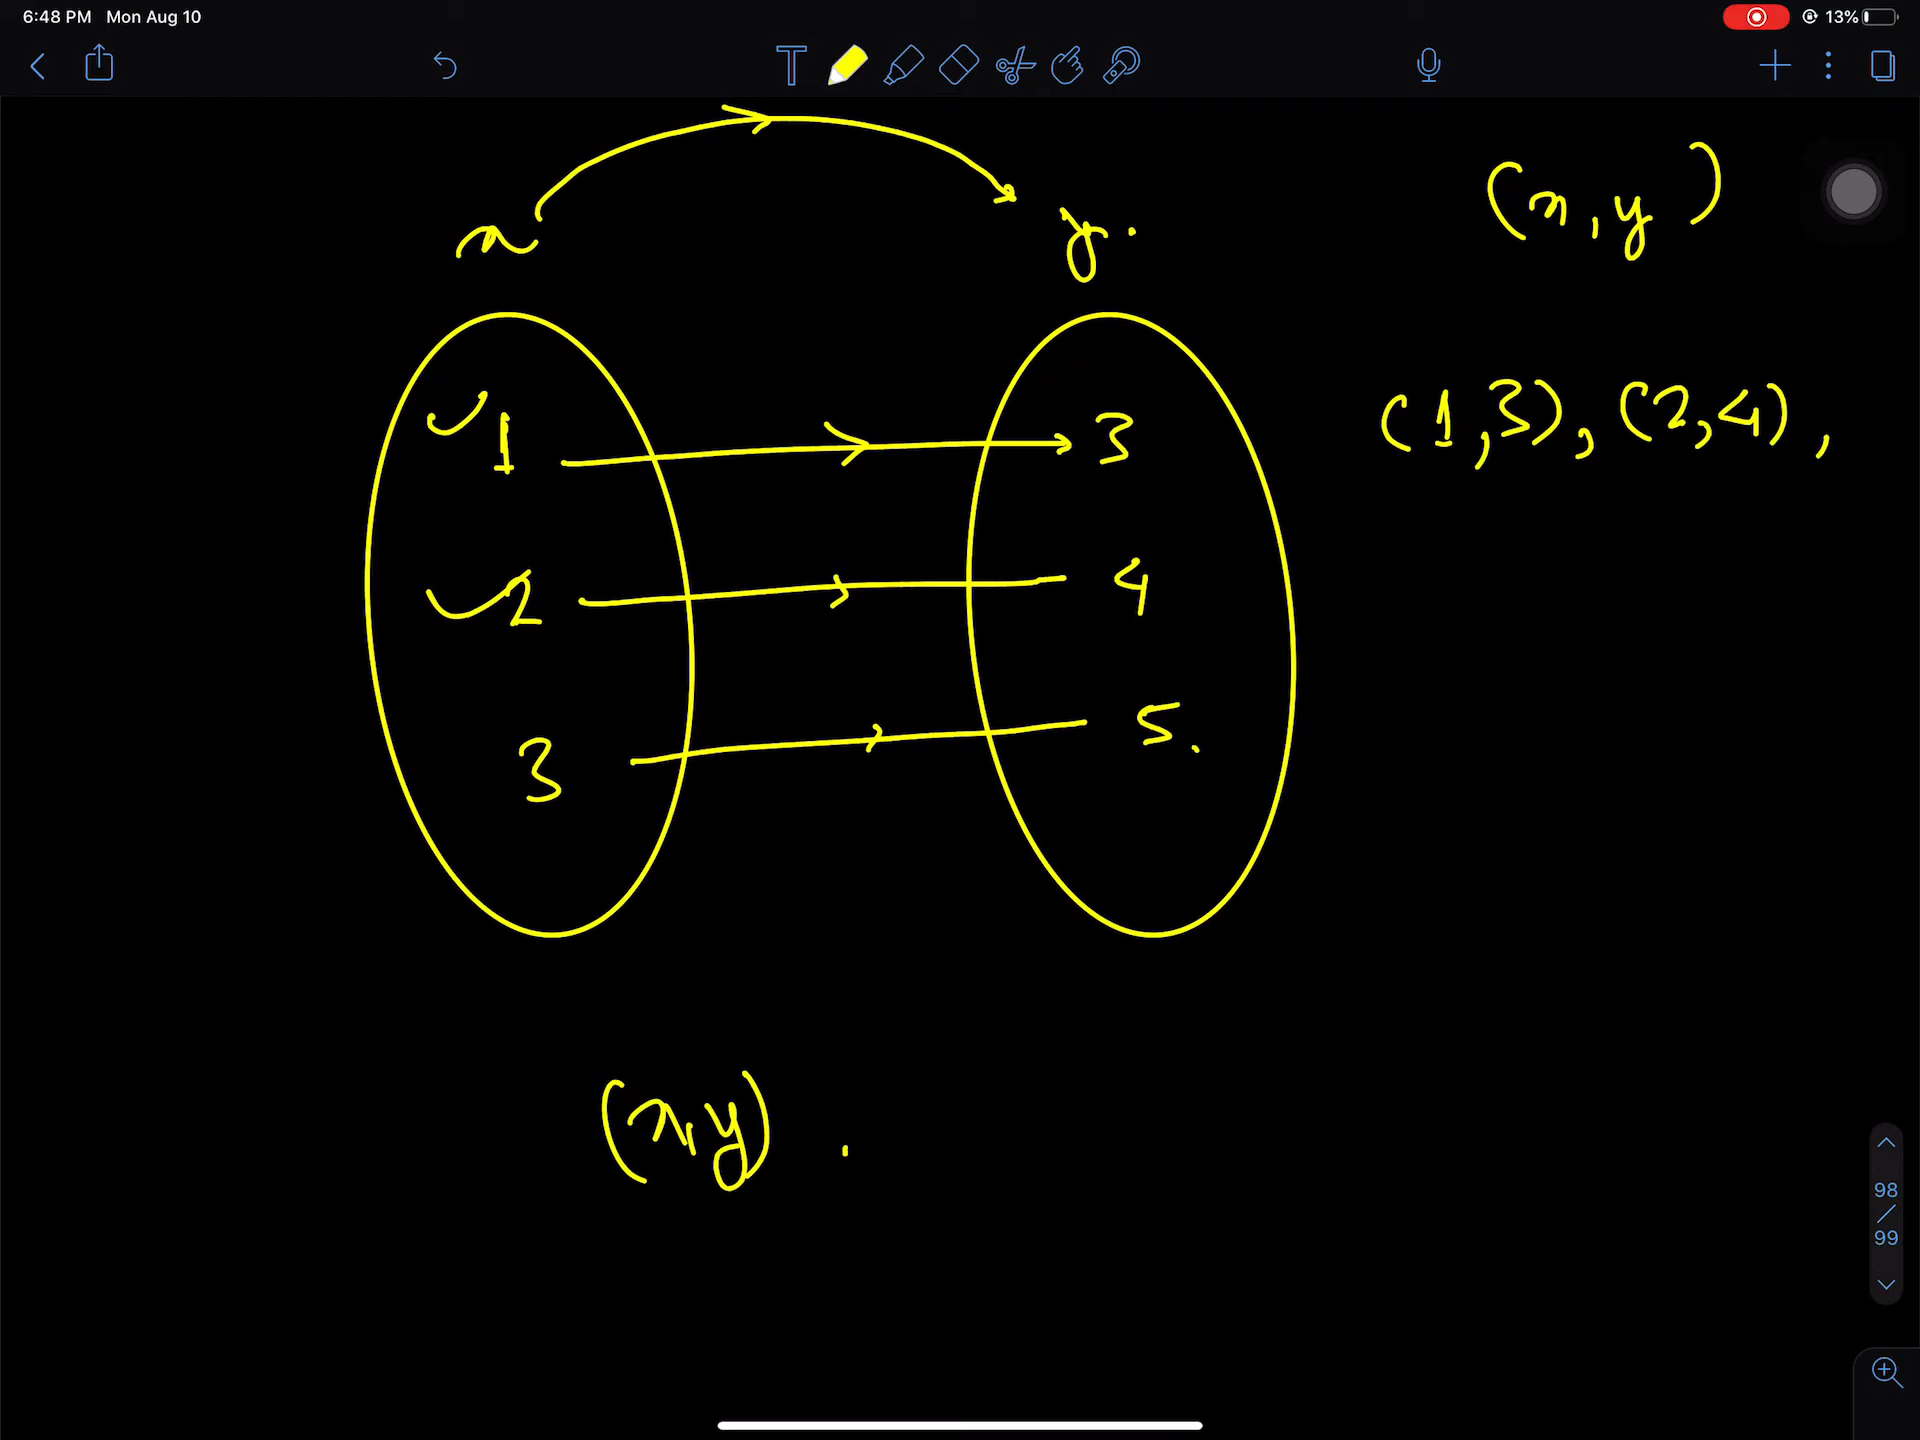 6:48 PM Mon Aug 10
13%
T
x y.
(x, y)
1 3
(1,3), (2,4),
2 4
3 5.
(x, y) .
98
/
99